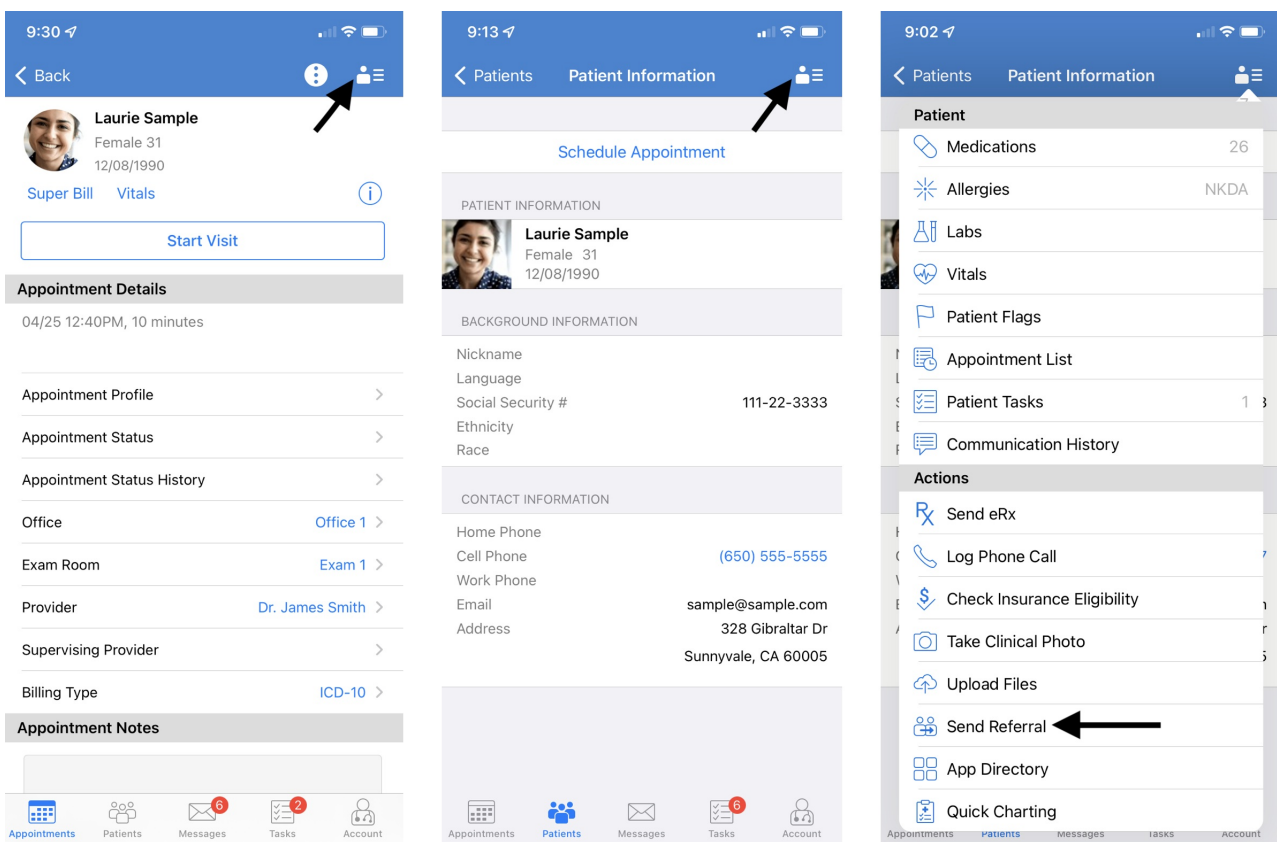 9:30
Back
Laurie Sample
Female 31
12/08/1990
Super Bill Vitals
Start Visit
Appointment Details
04/25 12:40PM, 10 minutes
Appointment Profile
Appointment Status
Appointment Status History
Office Office 1
Exam Room Exam 1
Provider Dr. James Smith
Supervising Provider
Billing Type ICD-10
Appointment Notes
6 2
Appointments Patients Messages Tasks Account
9:13
Patients Patient Information
Schedule Appointment
PATIENT INFORMATION
Laurie Sample
Female 31
12/08/1990
BACKGROUND INFORMATION
Nickname
Language
Social Security # 111-22-3333
Ethnicity
Race
CONTACT INFORMATION
Home Phone
Cell Phone (650) 555-5555
Work Phone
Email sample@sample.com
Address 328 Gibraltar Dr
Sunnyvale, CA 60005
6
Appointments Patients Messages Tasks Account
9:02
Patients Patient Information
Patient
Medications 26
Allergies NKDA
Labs
Vitals
Patient Flags
Appointment List
Patient Tasks 1
Communication History
Actions
Send eRx
Log Phone Call
Check Insurance Eligibility
Take Clinical Photo
Upload Files
Send Referral
App Directory
Quick Charting
Appointments Patients Messages Tasks Account